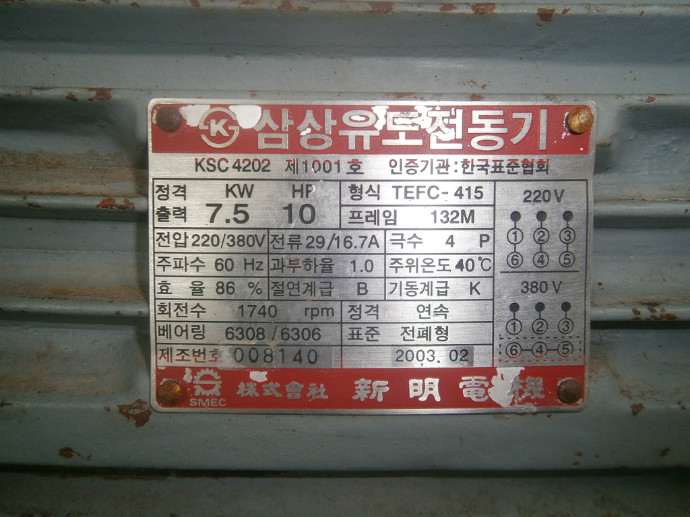 K 삼상유도전동기
KSC 4202 제1001호 인증기관:한국표준협회
정격 출력 KW 7.5 HP 10 형식 TEFC-415
프레임 132M
전압 220/380V 전류 29/16.7A 극수 4 P
주파수 60 Hz 과부하율 1.0 주위온도 40℃
효율 86 % 절연계급 B 기동계급 K
회전수 1740 rpm 정격 연속
베어링 6308/6306 표준 전폐형
제조번호 008140 2003.02
220V
① ② ③
⑥ ④ ⑤
380V
① ② ③
⑥-④-⑤
SMEC 株式會社 新明電機